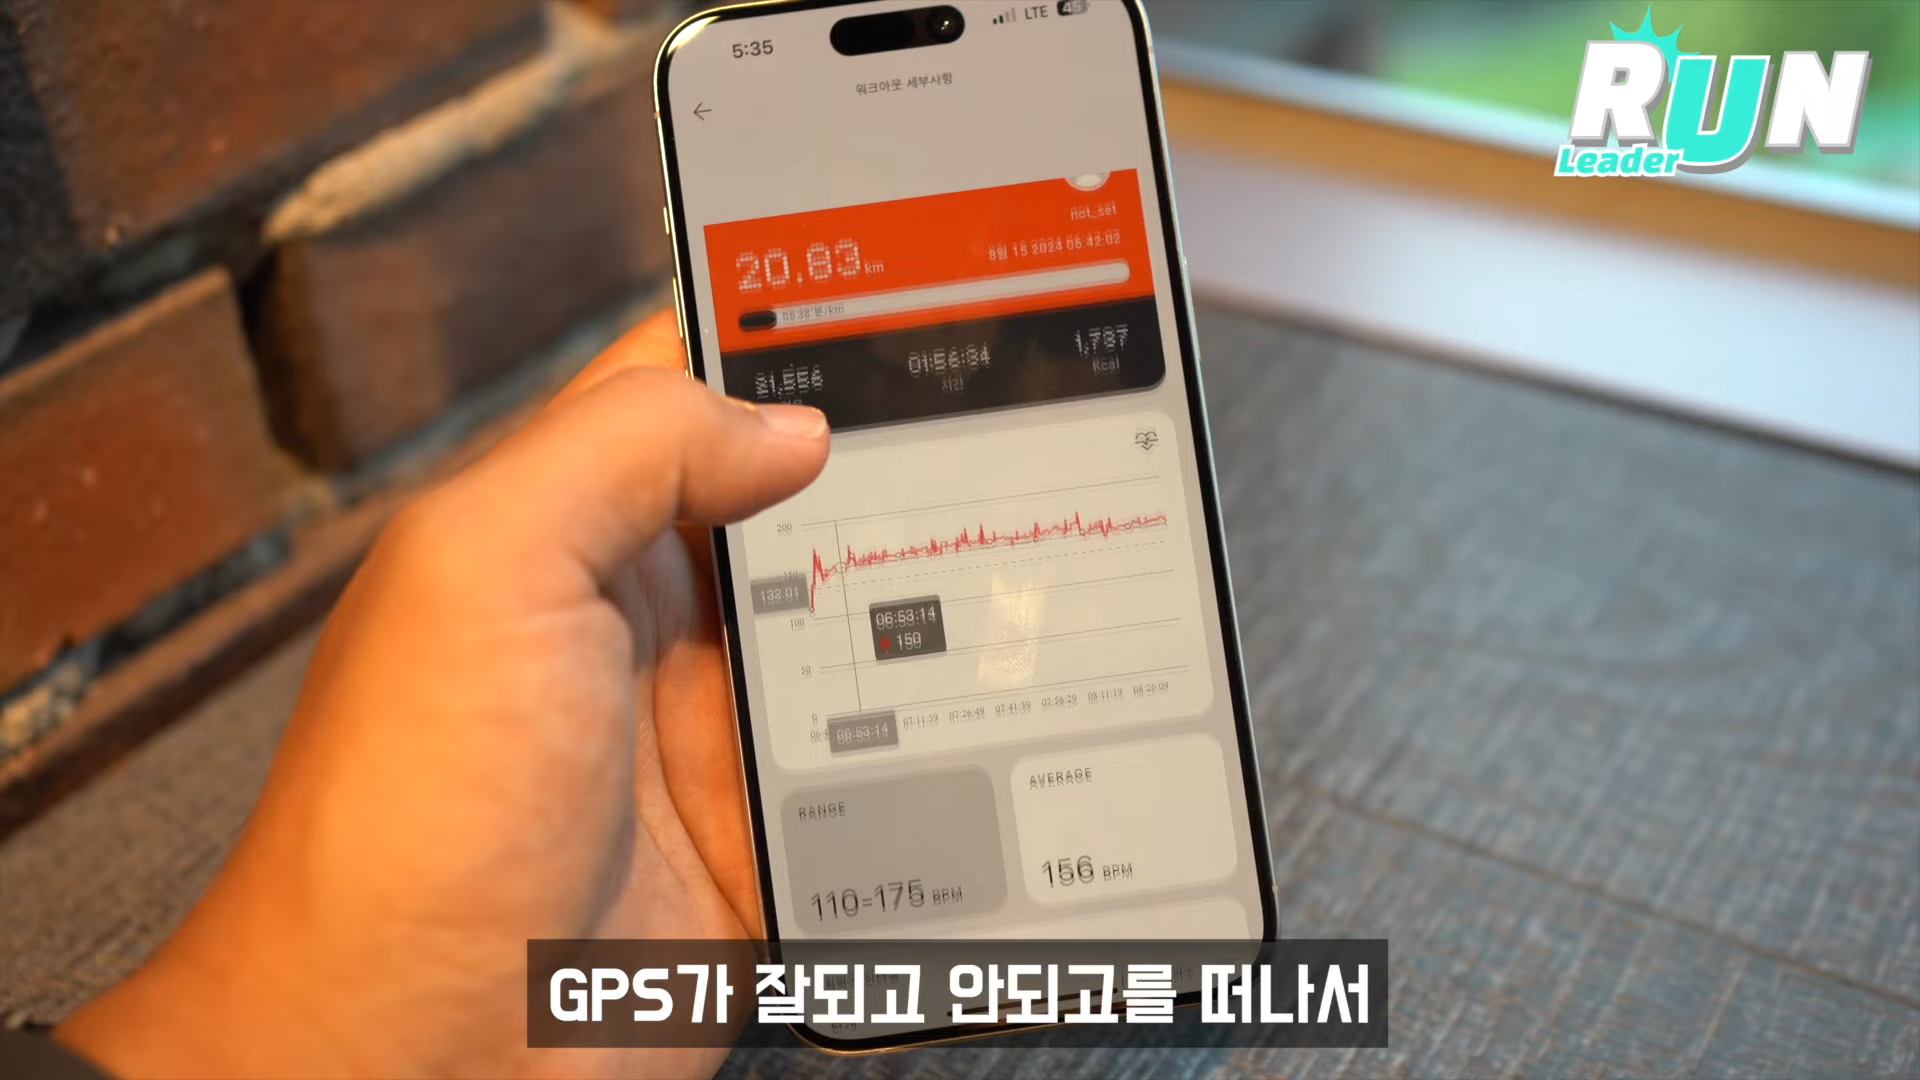 5:35
LTE 45
워크아웃 세부사항
RUN
Leader
not_set
20.83 km
8월 15 2024 06:42:02
05'38"분/km
01:56:34
시간
1,787
Kcal
200
150
132.01
100
06:53:14
150
50
0
06:53:14
07:11:59 07:26:49 07:41:39 07:56:29 08:11:19 08:26:09
RANGE
110-175 BPM
AVERAGE
156 BPM
GPS가 잘되고 안되고를 떠나서